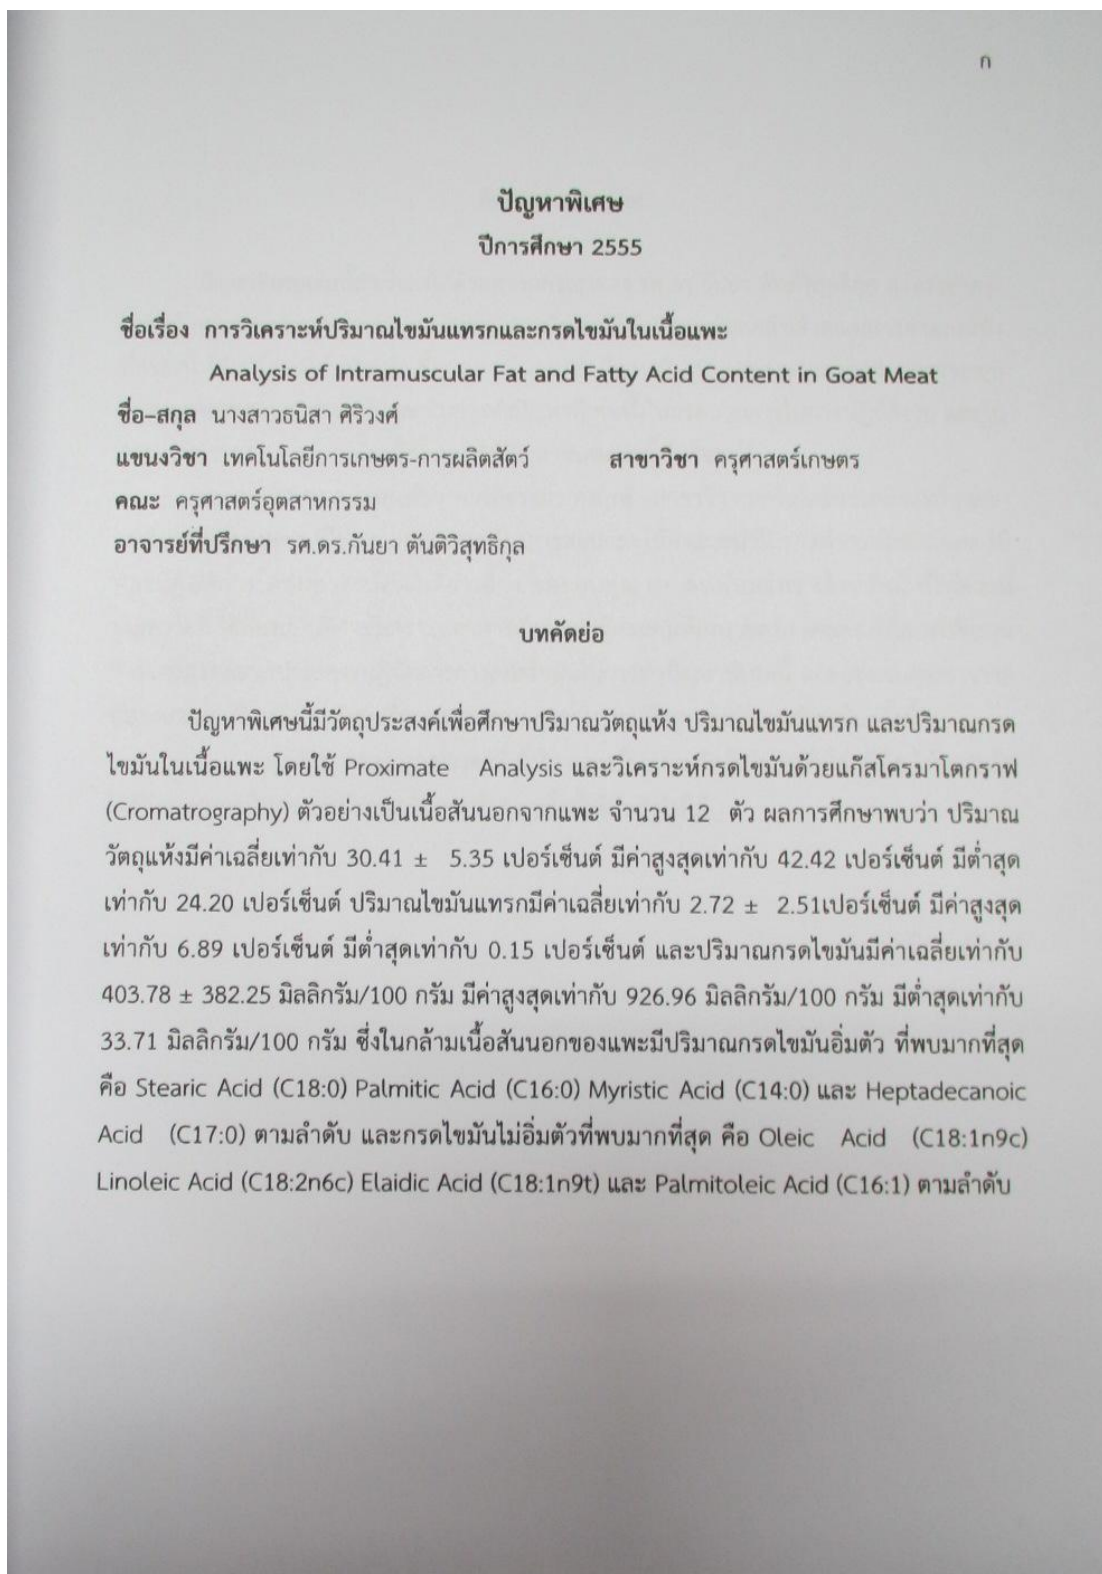 ก
ปัญหาพิเศษ
ปีการศึกษา 2555
ชื่อเรื่อง การวิเคราะห์ปริมาณไขมันแทรกและกรดไขมันในเนื้อแพะ
Analysis of Intramuscular Fat and Fatty Acid Content in Goat Meat
ชื่อ-สกุล นางสาวธนิสา ศิริวงศ์
แขนงวิชา เทคโนโลยีการเกษตร-การผลิตสัตว์ สาขาวิชา ครุศาสตร์เกษตร
คณะ ครุศาสตร์อุตสาหกรรม
อาจารย์ที่ปรึกษา รศ.ดร.กันยา ตันติวิสุทธิกุล
บทคัดย่อ
ปัญหาพิเศษนี้มีวัตถุประสงค์เพื่อศึกษาปริมาณวัตถุแห้ง ปริมาณไขมันแทรก และปริมาณกรด
ไขมันในเนื้อแพะ โดยใช้ Proximate Analysis และวิเคราะห์กรดไขมันด้วยแก๊สโครมาโตกราฟ
(Cromatrography) ตัวอย่างเป็นเนื้อสันนอกจากแพะ จำนวน 12 ตัว ผลการศึกษาพบว่า ปริมาณ
วัตถุแห้งมีค่าเฉลี่ยเท่ากับ 30.41 ± 5.35 เปอร์เซ็นต์ มีค่าสูงสุดเท่ากับ 42.42 เปอร์เซ็นต์ มีต่ำสุด
เท่ากับ 24.20 เปอร์เซ็นต์ ปริมาณไขมันแทรกมีค่าเฉลี่ยเท่ากับ 2.72 ± 2.51เปอร์เซ็นต์ มีค่าสูงสุด
เท่ากับ 6.89 เปอร์เซ็นต์ มีต่ำสุดเท่ากับ 0.15 เปอร์เซ็นต์ และปริมาณกรดไขมันมีค่าเฉลี่ยเท่ากับ
403.78 ± 382.25 มิลลิกรัม/100 กรัม มีค่าสูงสุดเท่ากับ 926.96 มิลลิกรัม/100 กรัม มีต่ำสุดเท่ากับ
33.71 มิลลิกรัม/100 กรัม ซึ่งในกล้ามเนื้อสันนอกของแพะมีปริมาณกรดไขมันอิ่มตัว ที่พบมากที่สุด
คือ Stearic Acid (C18:0) Palmitic Acid (C16:0) Myristic Acid (C14:0) และ Heptadecanoic
Acid (C17:0) ตามลำดับ และกรดไขมันไม่อิ่มตัวที่พบมากที่สุด คือ Oleic Acid (C18:1n9c)
Linoleic Acid (C18:2n6c) Elaidic Acid (C18:1n9t) และ Palmitoleic Acid (C16:1) ตามลำดับ